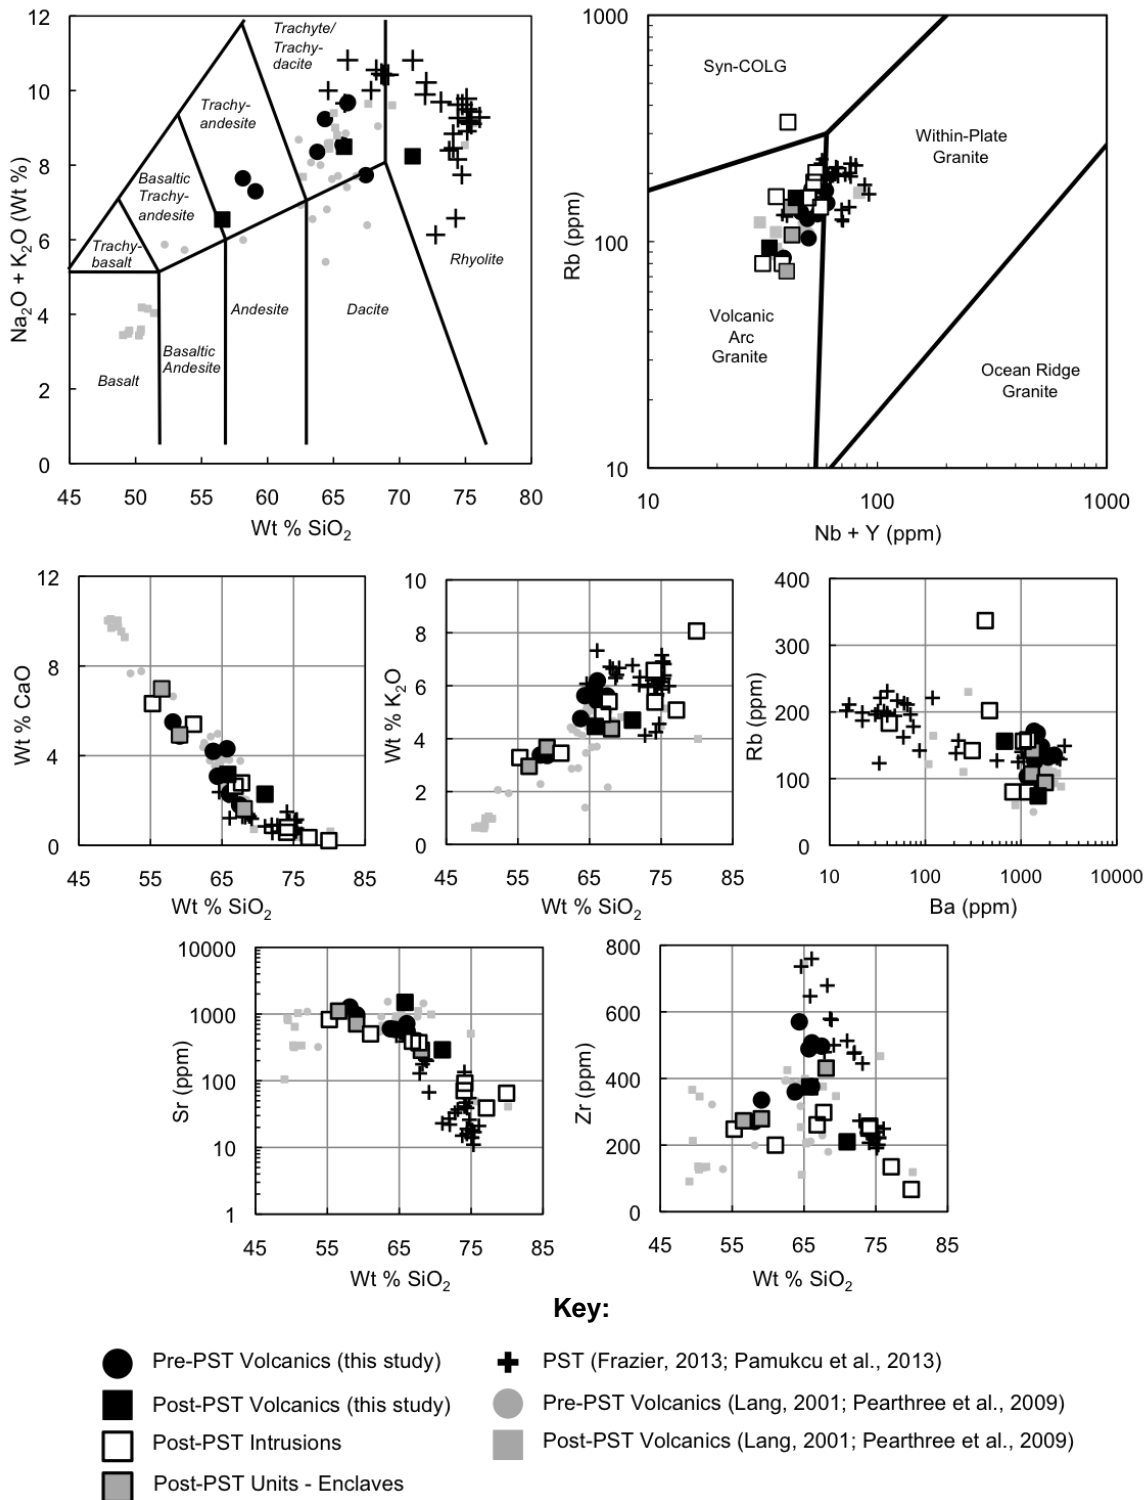 12
10
8
6
4
2
0
Na2O + K2O (Wt %)
45 50 55 60 65 70 75 80
Wt % SiO2
Trachyte/
Trachy-
dacite
Trachy-
andesite
Basaltic
Trachy-
andesite
Trachy-
basalt
Basalt
Basaltic
Andesite
Andesite
Dacite
Rhyolite
1000
100
10
Rb (ppm)
10 100 1000
Nb + Y (ppm)
Syn-COLG
Within-Plate
Granite
Volcanic
Arc
Granite
Ocean Ridge
Granite
12
8
4
0
Wt % CaO
45 55 65 75 85
Wt % SiO2
10
8
6
4
2
0
Wt % K2O
45 55 65 75 85
Wt % SiO2
400
300
200
100
0
Rb (ppm)
10 100 1000 10000
Ba (ppm)
10000
1000
100
10
1
Sr (ppm)
45 55 65 75 85
Wt % SiO2
800
600
400
200
0
Zr (ppm)
45 55 65 75 85
Wt % SiO2
Key:
Pre-PST Volcanics (this study)
Post-PST Volcanics (this study)
Post-PST Intrusions
Post-PST Units - Enclaves
PST (Frazier, 2013; Pamukcu et al., 2013)
Pre-PST Volcanics (Lang, 2001; Pearthree et al., 2009)
Post-PST Volcanics (Lang, 2001; Pearthree et al., 2009)